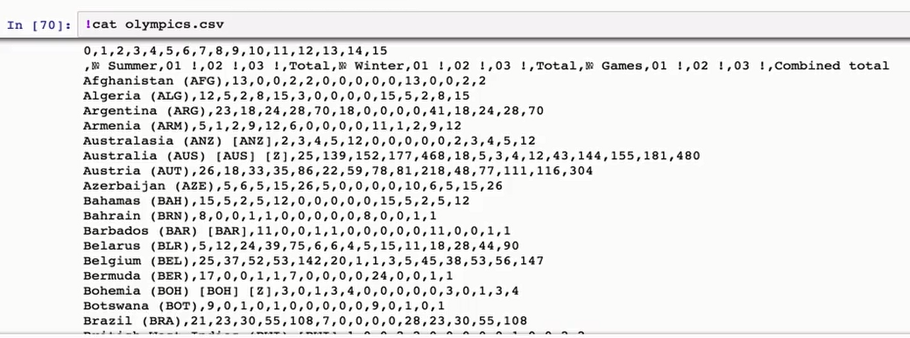 In [70]: !cat olympics.csv
0,1,2,3,4,5,6,7,8,9,10,11,12,13,14,15
Summer,01 !,02 !,03 !,Total, Winter,01 !,02 !,03 !,Total, Games,01 !,02 !,03 !,Combined total
Afghanistan (AFG),13,0,0,2,2,0,0,0,0,0,13,0,0,2,2
Algeria (ALG),12,5,2,8,15,3,0,0,0,0,15,5,2,8,15
Argentina (ARG),23,18,24,28,70,18,0,0,0,0,41,18,24,28,70
Armenia (ARM),5,1,2,9,12,6,0,0,0,0,11,1,2,9,12
Australasia (ANZ) [ANZ],2,3,4,5,12,0,0,0,0,0,2,3,4,5,12
Australia (AUS) [AUS] [Z],25,139,152,177,468,18,5,3,4,12,43,144,155,181,480
Austria (AUT),26,18,33,35,86,22,59,78,81,218,48,77,111,116,304
Azerbaijan (AZE),5,6,5,15,26,5,0,0,0,0,10,6,5,15,26
Bahamas (BAH),15,5,2,5,12,0,0,0,0,0,15,5,2,5,12
Bahrain (BRN),8,0,0,1,1,0,0,0,0,0,8,0,0,1,1
Barbados (BAR) [BAR],11,0,0,1,1,0,0,0,0,0,11,0,0,1,1
Belarus (BLR),5,12,24,39,75,6,6,4,5,15,11,18,28,44,90
Belgium (BEL),25,37,52,53,142,20,1,1,3,5,45,38,53,56,147
Bermuda (BER),17,0,0,1,1,7,0,0,0,0,24,0,0,1,1
Bohemia (BOH) [BOH] [Z],3,0,1,3,4,0,0,0,0,0,3,0,1,3,4
Botswana (BOT),9,0,1,0,1,0,0,0,0,0,9,0,1,0,1
Brazil (BRA),21,23,30,55,108,7,0,0,0,0,28,23,30,55,108